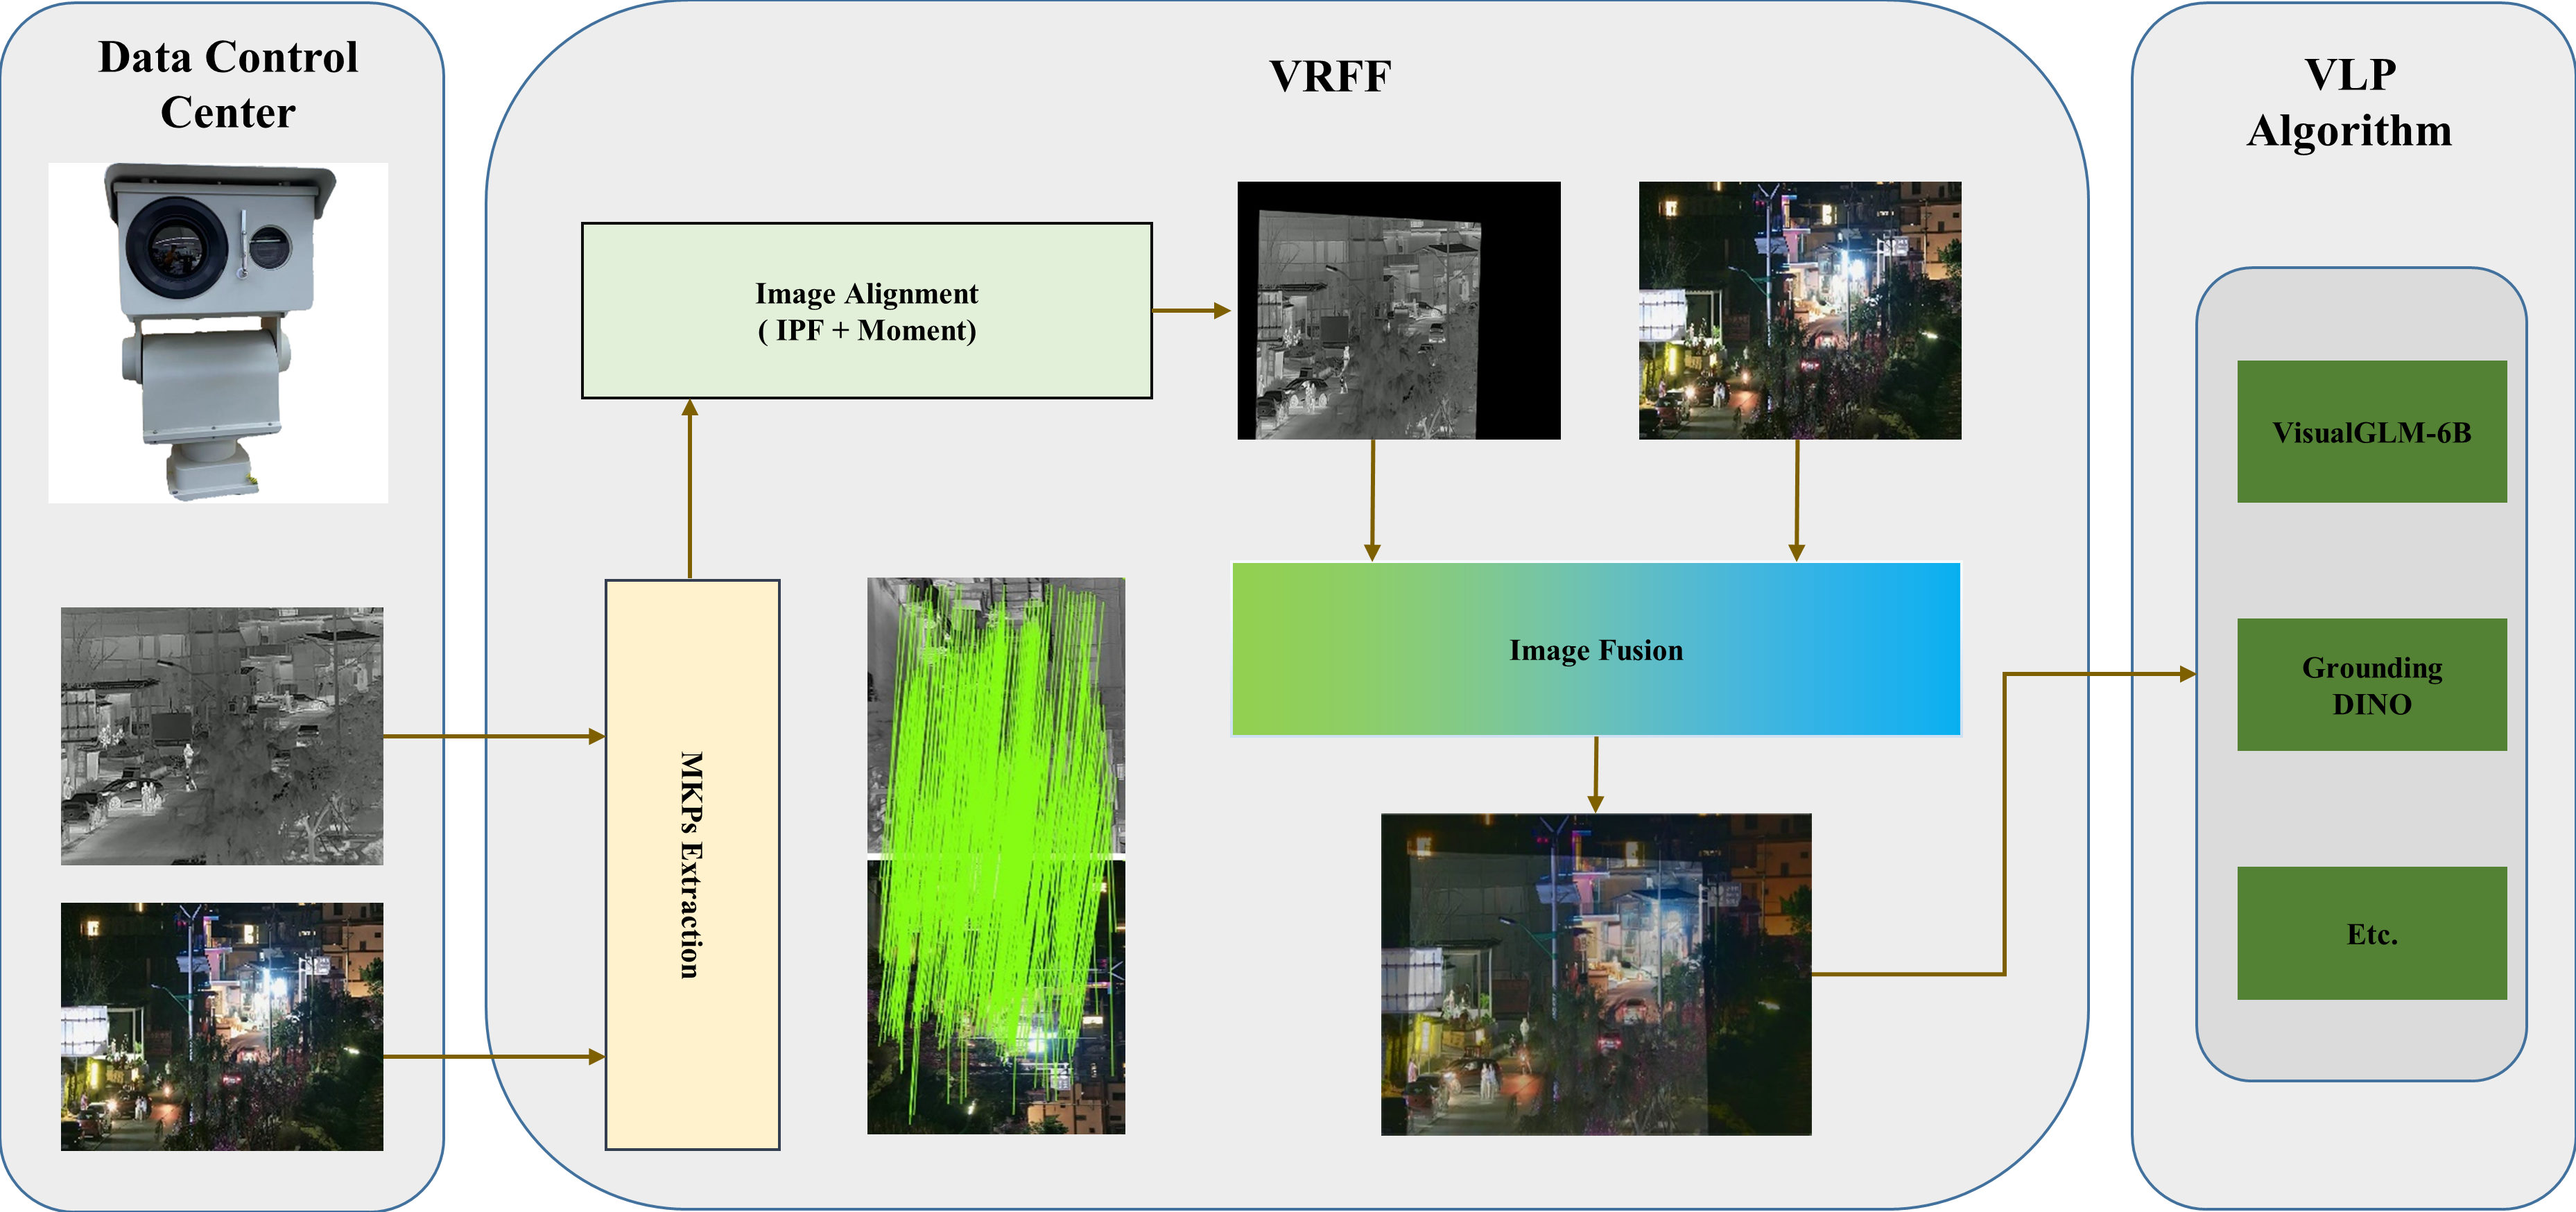 Data Control
Center
VRFF
VLP
Algorithm
Image Alignment
( IPF + Moment)
MKPs Extraction
Image Fusion
VisualGLM-6B
Grounding
DINO
Etc.